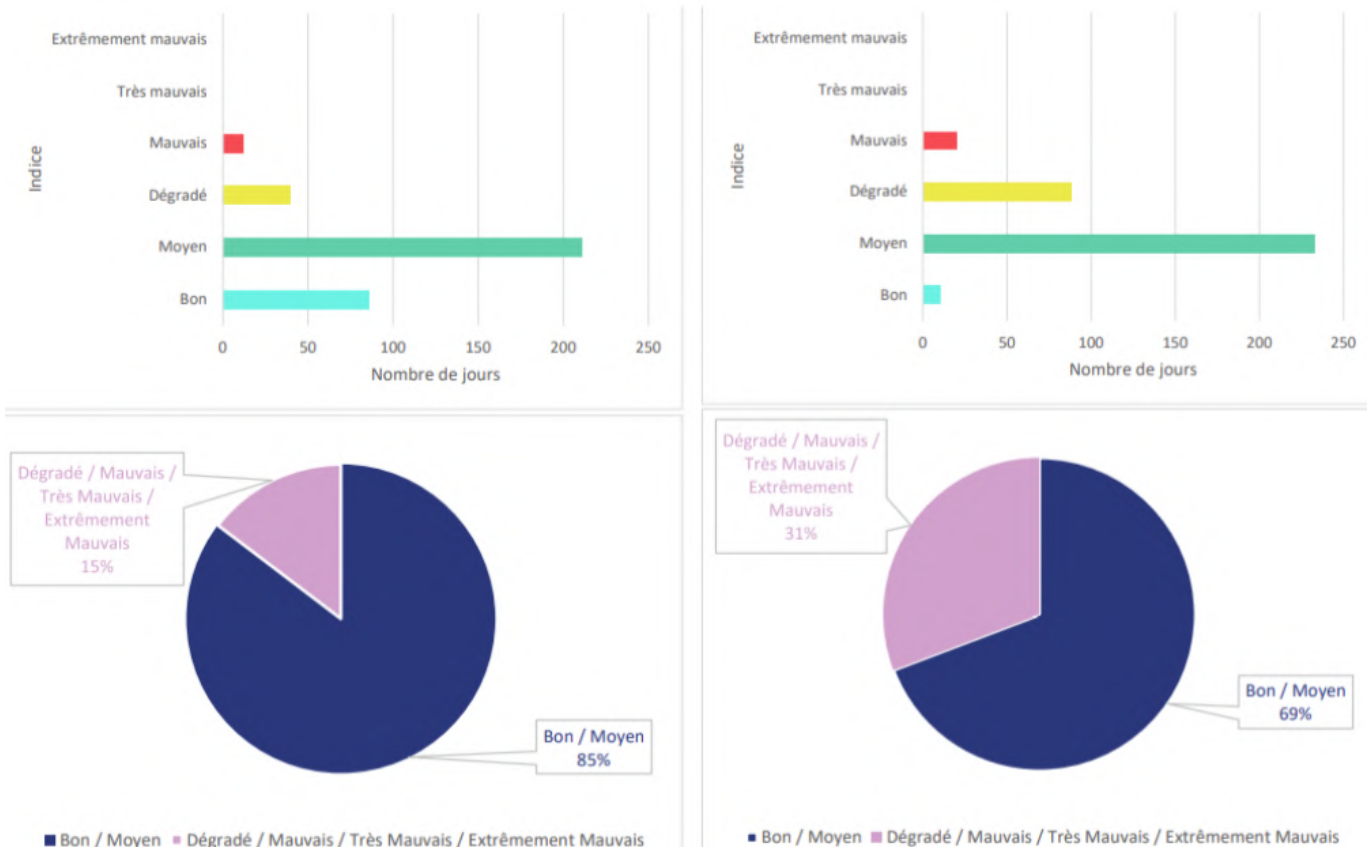 Extrêmement mauvais
Très mauvais
Mauvais
Dégradé
Moyen
Bon
Indice
0 50 100 150 200 250
Nombre de jours
Extrêmement mauvais
Très mauvais
Mauvais
Dégradé
Moyen
Bon
Indice
0 50 100 150 200 250
Nombre de jours
Dégradé / Mauvais /
Très Mauvais /
Extrêmement
Mauvais
15%
Bon / Moyen
85%
Bon / Moyen Dégradé / Mauvais / Très Mauvais / Extrêmement Mauvais
Dégradé / Mauvais /
Très Mauvais /
Extrêmement
Mauvais
31%
Bon / Moyen
69%
Bon / Moyen Dégradé / Mauvais / Très Mauvais / Extrêmement Mauvais